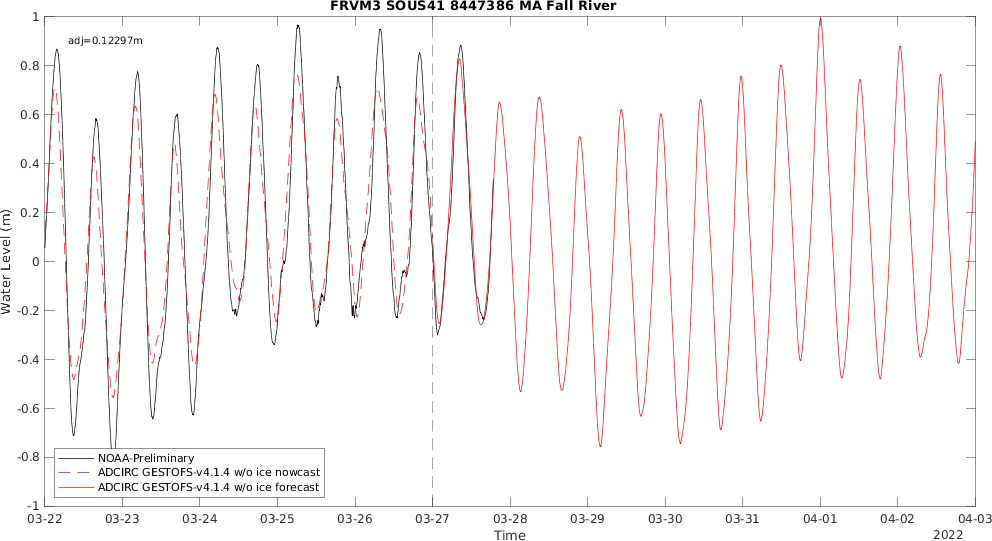 FRVM3 SOUS41 8447386 MA Fall River
adj=0.12297m
1
0.8
0.6
0.4
0.2
0
-0.2
-0.4
-0.6
-0.8
-1
Water Level (m)
NOAA-Preliminary
ADCIRC GESTOFS-v4.1.4 w/o ice nowcast
ADCIRC GESTOFS-v4.1.4 w/o ice forecast
03-22 03-23 03-24 03-25 03-26 03-27 03-28 03-29 03-30 03-31 04-01 04-02 04-03
Time
2022